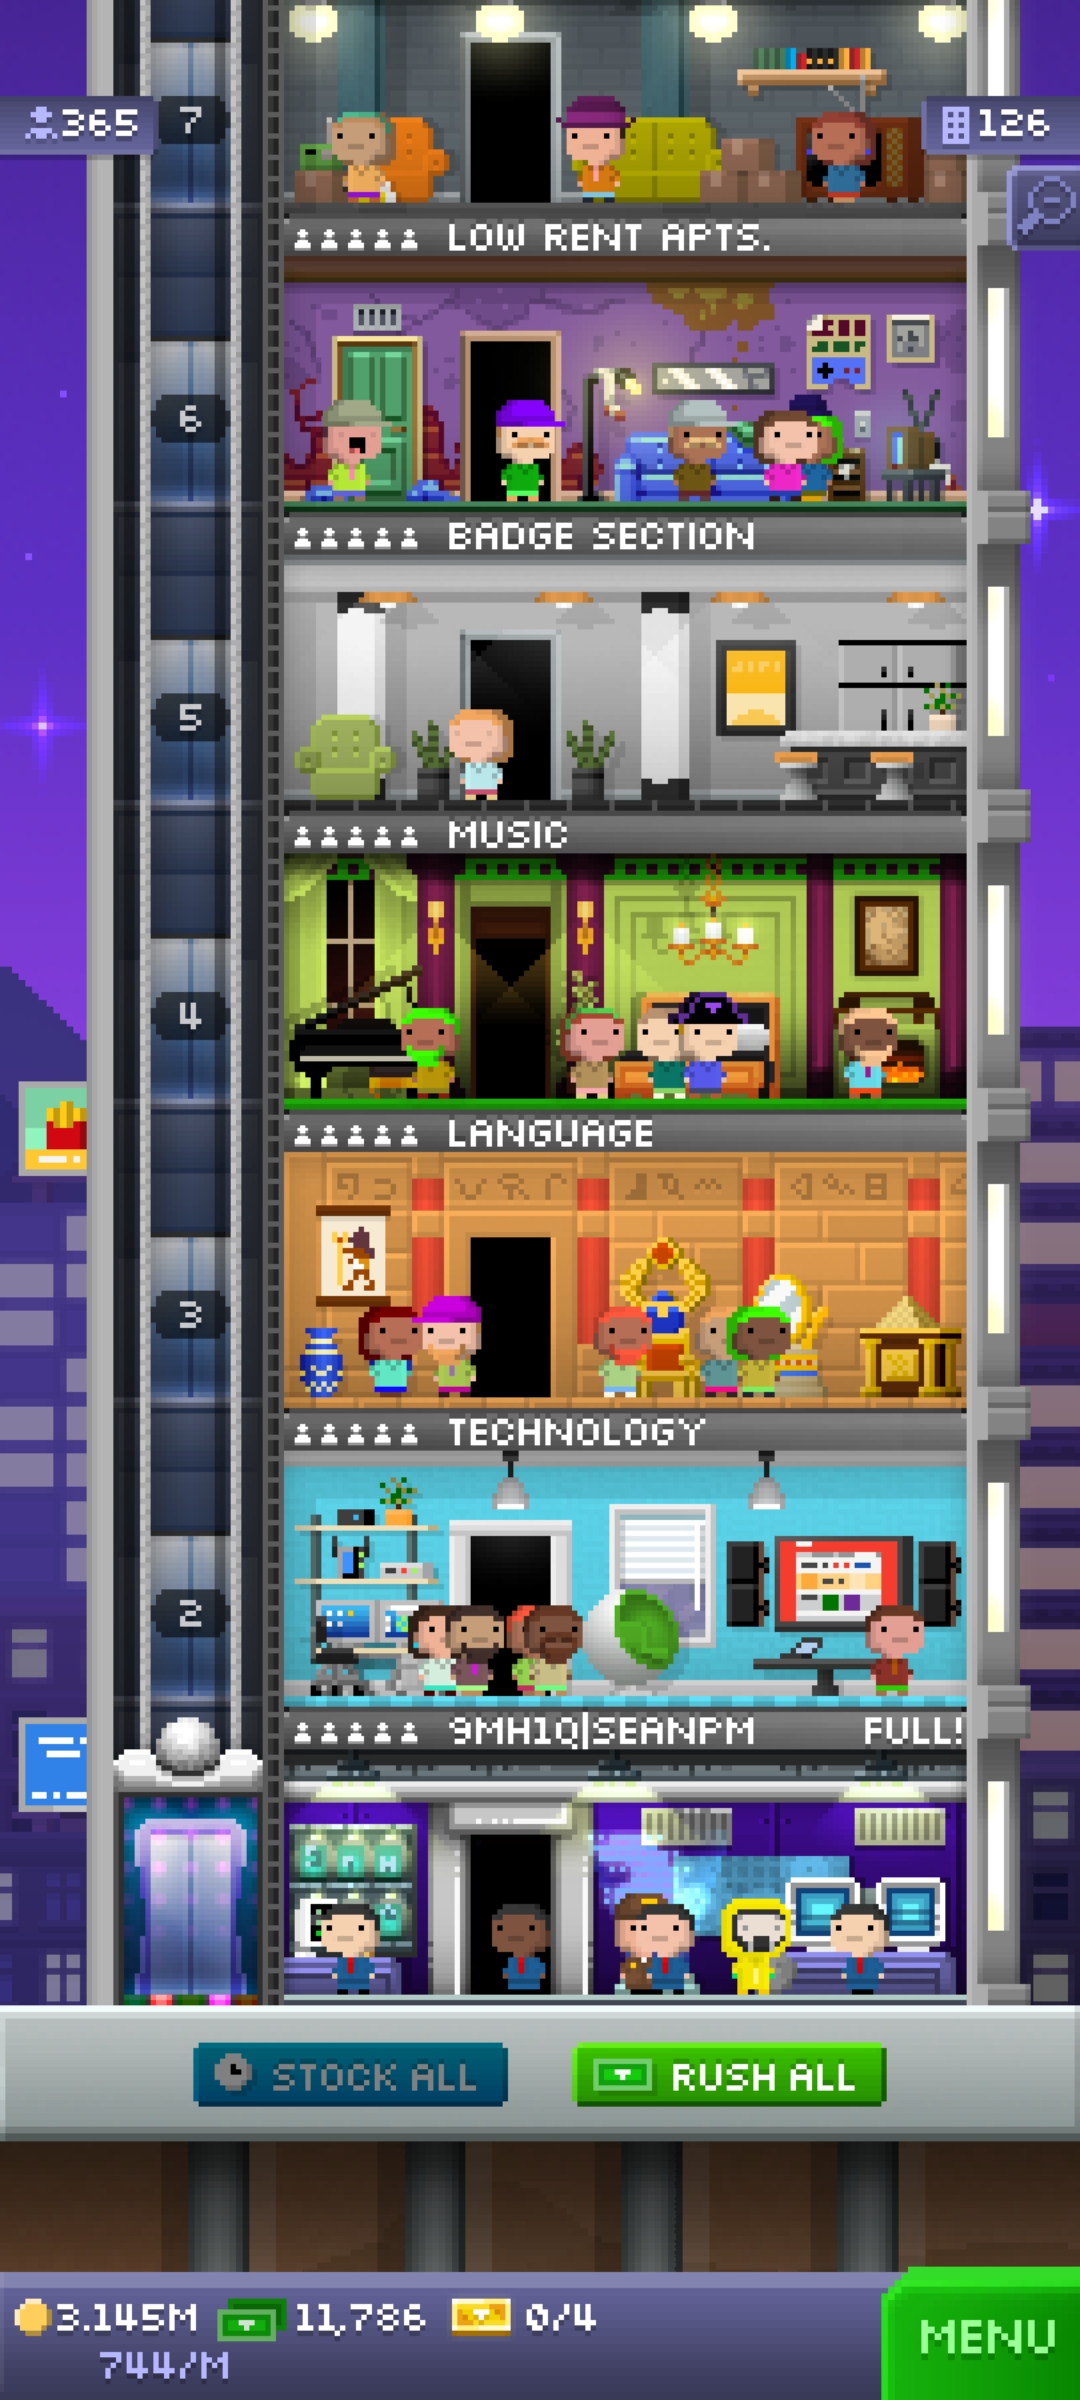 365
7
126
LOW RENT APTS.
6
BADGE SECTION
5
MUSIC
4
LANGUAGE
3
TECHNOLOGY
2
9MH1Q|SEANPM FULL!
STOCK ALL
RUSH ALL
3.145M
11,786
0/4
744/M
MENU